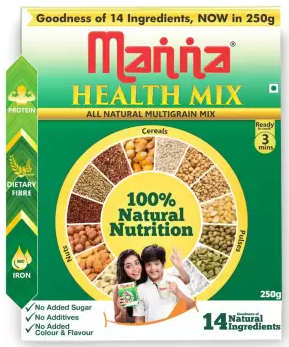 Goodness of 14 Ingredients, NOW in 250g
Manna®
HEALTH MIX
ALL NATURAL MULTIGRAIN MIX
Ready
3
mins
PROTEIN
DIETARY
FIBRE
IRON
Cereals
Nuts
Pulses
100%
Natural
Nutrition
250g
No Added Sugar
No Additives
No Added
Colour & Flavour
Goodness of
14 Natural
Ingredients